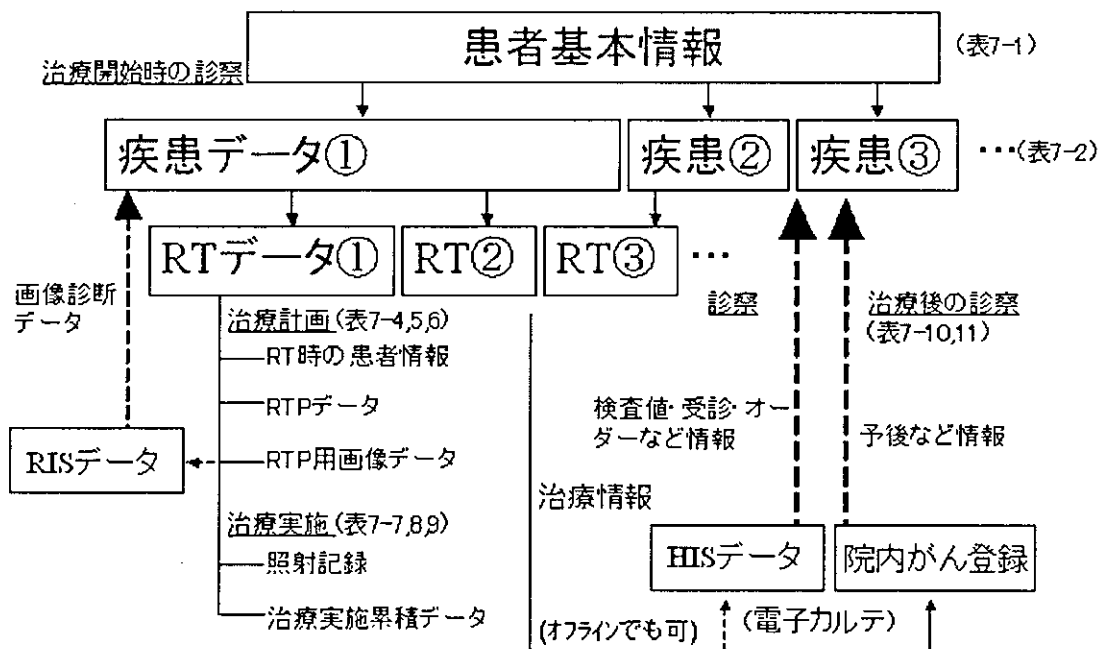 患者基本情報
(表7-1)
治療開始時の診察
疾患データ①
疾患②
疾患③
…(表7-2)
RTデータ①
RT②
RT③
…
画像診断
データ
治療計画(表7-4,5,6)
RT時の患者情報
RTPデータ
RTP用画像データ
RISデータ
治療実施(表7-7,8,9)
照射記録
治療実施累積データ
診察
治療後の診察
(表7-10,11)
検査値・受診・オー
ダーなど情報
予後など情報
治療情報
HISデータ
院内がん登録
(オフラインでも可)
(電子カルテ)